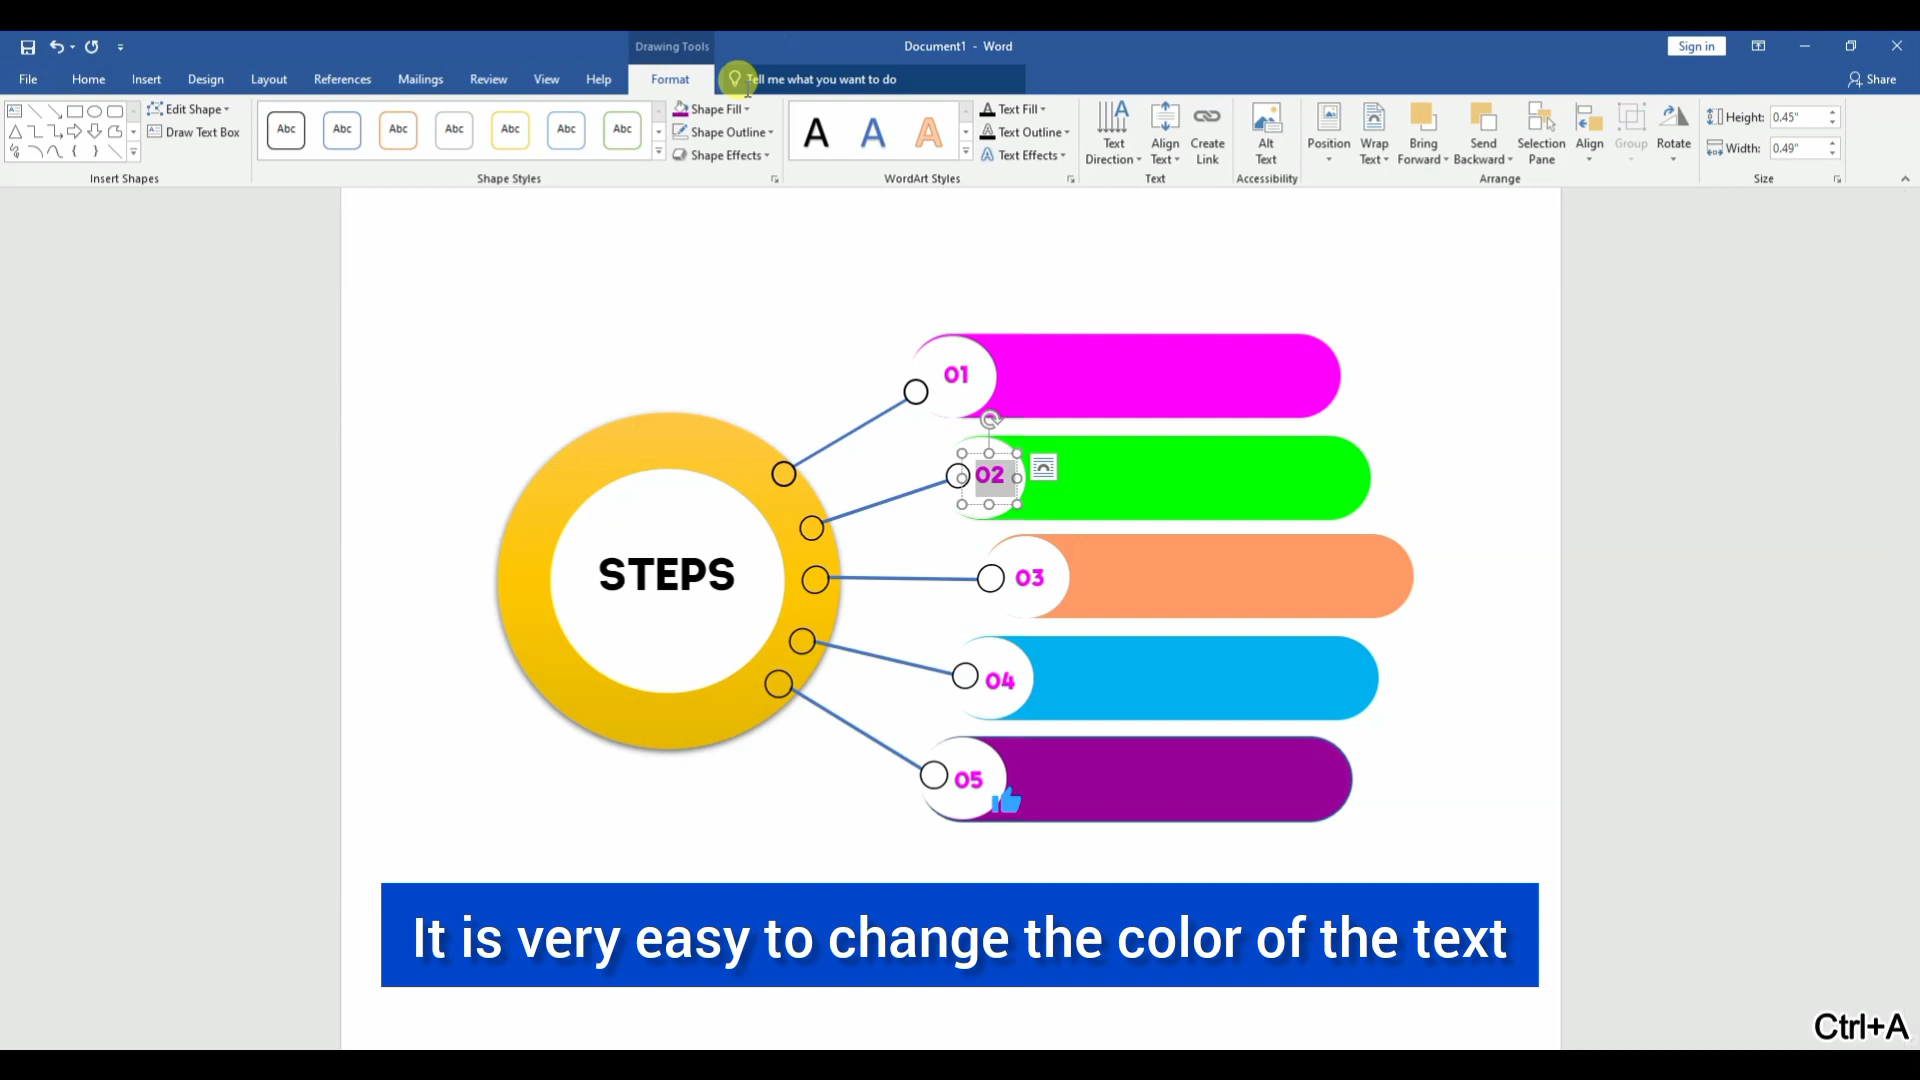 Drawing Tools
Document1 - Word
Sign in
File Home Insert Design Layout References Mailings Review View Help Format Tell me what you want to do
Share
Edit Shape
Draw Text Box
Insert Shapes
Abc Abc Abc Abc Abc Abc Abc
Shape Fill
Shape Outline
Shape Effects
Shape Styles
A A A
Text Fill
Text Outline
Text Effects
WordArt Styles
Text Direction
Align Text
Create Link
Text
Alt Text
Accessibility
Position
Wrap Text
Bring Forward
Send Backward
Selection Pane
Align
Group
Rotate
Arrange
Height: 0.45"
Width: 0.49"
Size
STEPS
01
02
03
04
05
It is very easy to change the color of the text
Ctrl+A